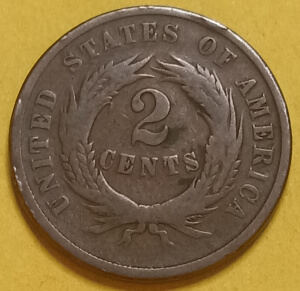 UNITED STATES OF AMERICA
2
CENTS